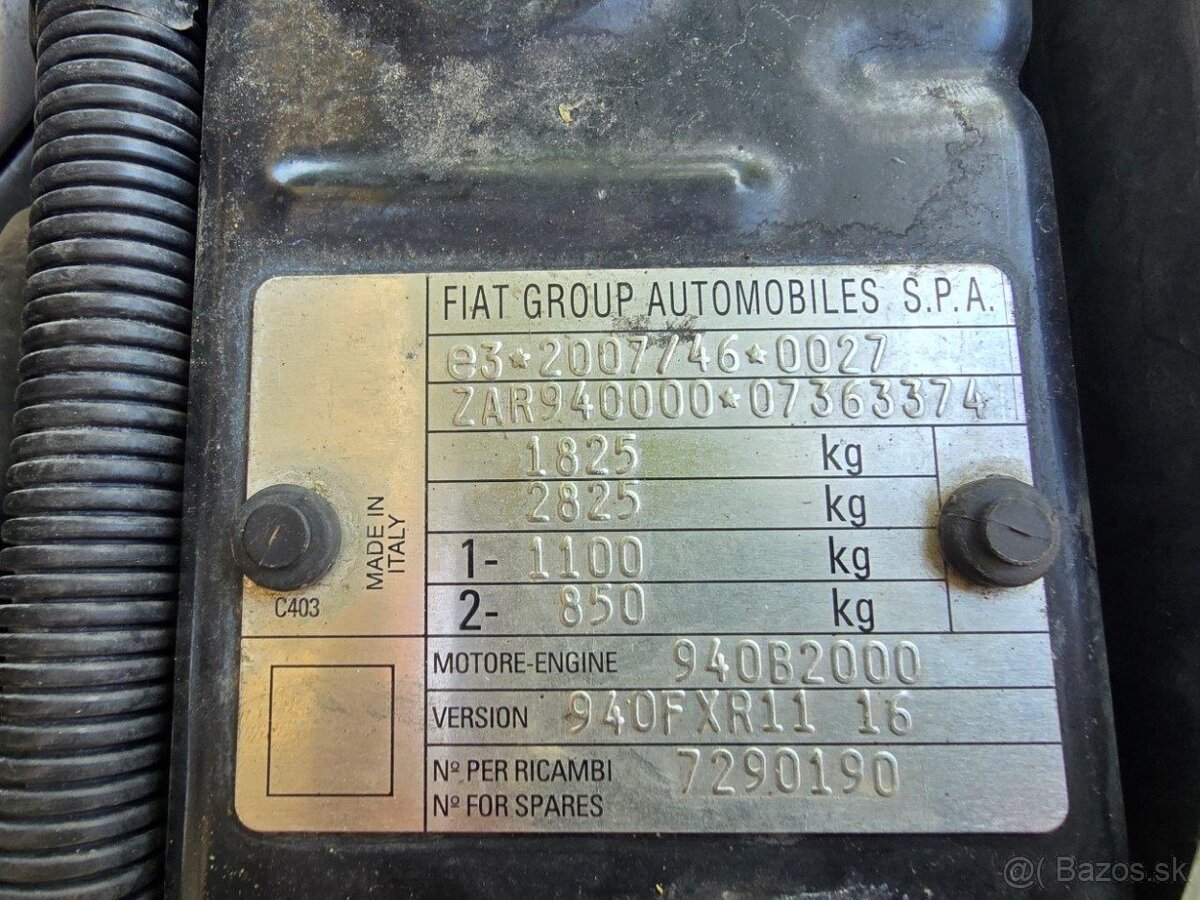 FIAT GROUP AUTOMOBILES S.P.A.
e3*2007/46*0027
ZAR940000*07363374
1825 kg
2825 kg
1- 1100 kg
2- 850 kg
MADE IN
ITALY
C403
MOTORE-ENGINE 940B2000
VERSION 940FXR11 16
Nº PER RICAMBI 7290190
Nº FOR SPARES
@( Bazos.sk